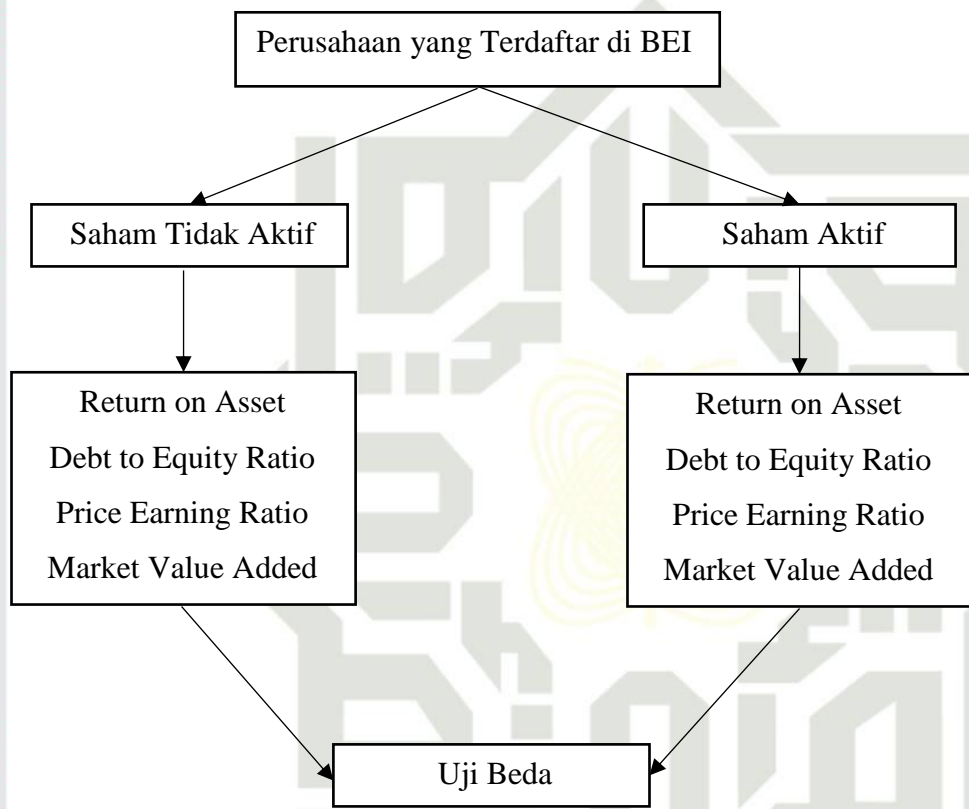 Perusahaan yang Terdaftar di BEI
Saham Tidak Aktif
Saham Aktif
Return on Asset
Debt to Equity Ratio
Price Earning Ratio
Market Value Added
Return on Asset
Debt to Equity Ratio
Price Earning Ratio
Market Value Added
Uji Beda